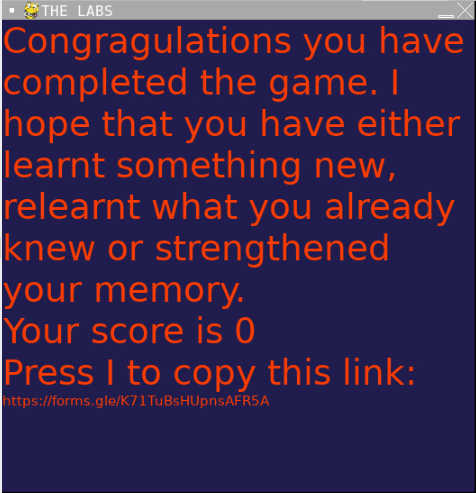 THE LABS
Congragulations you have
completed the game. I
hope that you have either
learnt something new,
relearnt what you already
knew or strengthened
your memory.
Your score is 0
Press I to copy this link:
https://forms.gle/K71TuBsHUpnsAFR5A